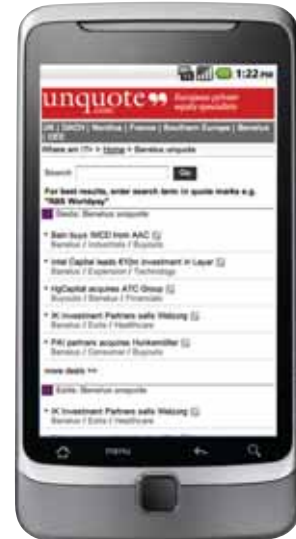 1:22 PM
unquote”
.com
European private
equity specialists
UK | DACH | Nordics | France | Southern Europe | Benelux
| CEE
Where am I?> > Home > Benelux unquote
Search Go
For best results, enter search term in quote marks e.g.
"RBS Worldpay"
Deals: Benelux unquote
Bain buys IMCD from AAC
Benelux / Industrials / Buyouts
Intal Capital leads €10m investment in Layar
Benelux / Expansion / Technology
HgCapital acquires ATC Group
Buyouts / Benelux / Financials
IK Investment Partners sells Welzorg
Benelux / Exits / Healthcare
PAI partners acquires Hunkemöller
Benelux / Consumer / Buyouts
more deals >>
Exits: Benelux unquote
IK Investment Partners sells Welzorg
Benelux / Exits / Healthcare
menu